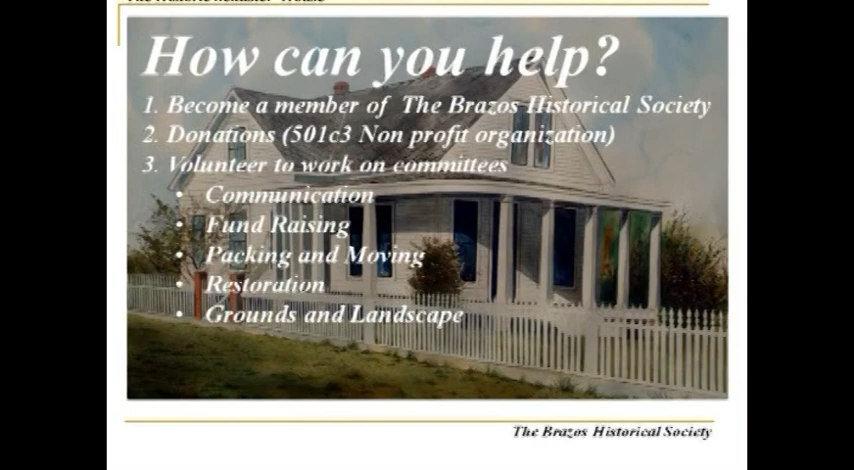 How can you help?
1. Become a member of The Brazos Historical Society
2. Donations (501c3 Non profit organization)
3. Volunteer to work on committees
• Communication
• Fund Raising
• Packing and Moving
• Restoration
• Grounds and Landscape
The Brazos Historical Society